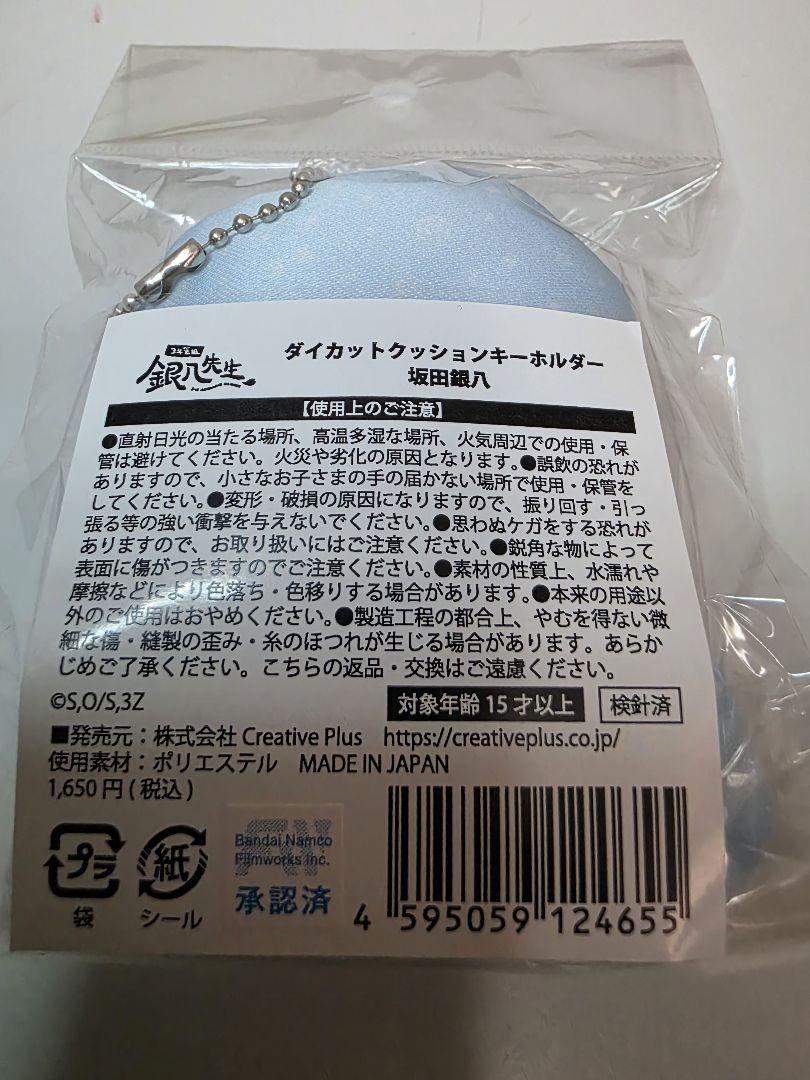 3年Z組
銀八先生
ダイカットクッションキーホルダー
坂田銀八
【使用上のご注意】
●直射日光の当たる場所、高温多湿な場所、火気周辺での使用・保
管は避けてください。火災や劣化の原因となります。●誤飲の恐れが
ありますので、小さなお子さまの手の届かない場所で使用・保管を
してください。●変形・破損の原因になりますので、振り回す・引っ
張る等の強い衝撃を与えないでください。●思わぬケガをする恐れが
ありますので、お取り扱いにはご注意ください。●鋭角な物によって
表面に傷がつきますのでご注意ください。●素材の性質上、水濡れや
摩擦などにより色落ち・色移りする場合があります。●本来の用途以
外のご使用はおやめください。●製造工程の都合上、やむを得ない微
細な傷・縫製の歪み・糸のほつれが生じる場合があります。あらか
じめご了承ください。こちらの返品・交換はご遠慮ください。
©S,O/S,3Z
対象年齢15才以上
検針済
■発売元：株式会社 Creative Plus https://creativeplus.co.jp/
使用素材：ポリエステル MADE IN JAPAN
1,650円(税込)
プラ
袋
紙
シール
Bandai Namco
Filmworks Inc.
承認済
4 595059 124655